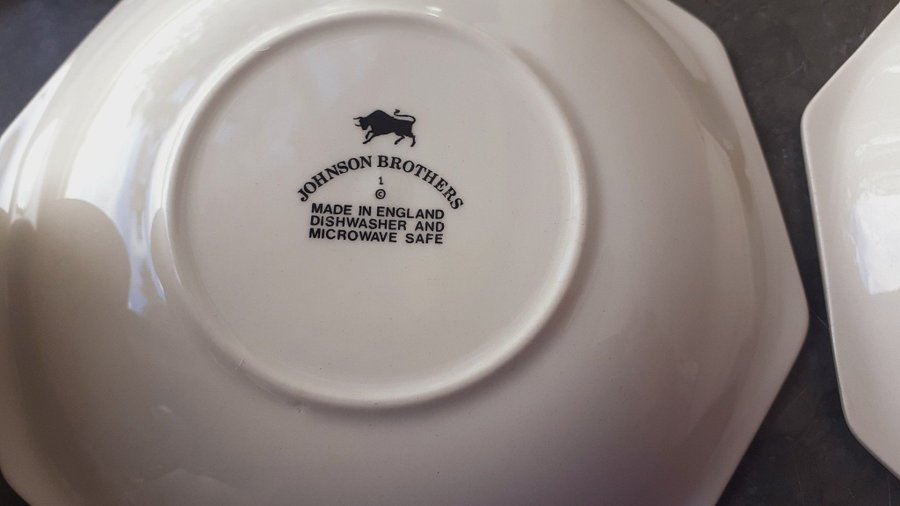 JOHNSON BROTHERS
1
©
MADE IN ENGLAND
DISHWASHER AND
MICROWAVE SAFE